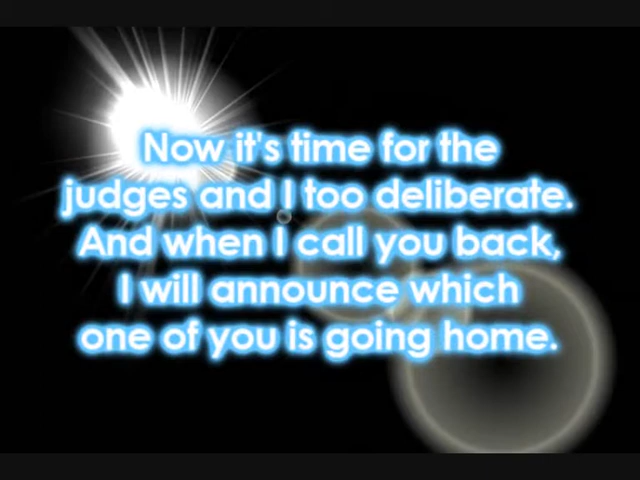 Now it's time for the
judges and I too deliberate.
And when I call you back,
I will announce which
one of you is going home.